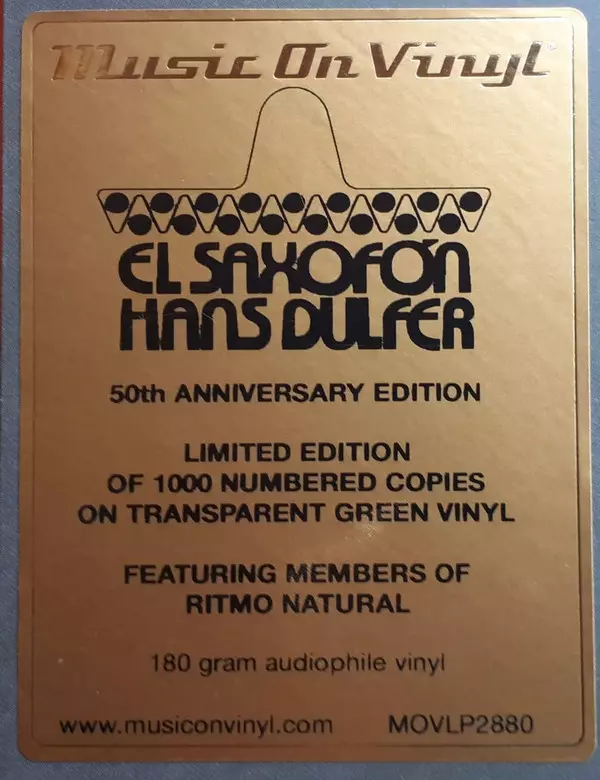 Music On Vinyl
EL SAXOFÓN
HANS DULFER
50th ANNIVERSARY EDITION
LIMITED EDITION
OF 1000 NUMBERED COPIES
ON TRANSPARENT GREEN VINYL
FEATURING MEMBERS OF
RITMO NATURAL
180 gram audiophile vinyl
www.musiconvinyl.com MOVLP2880